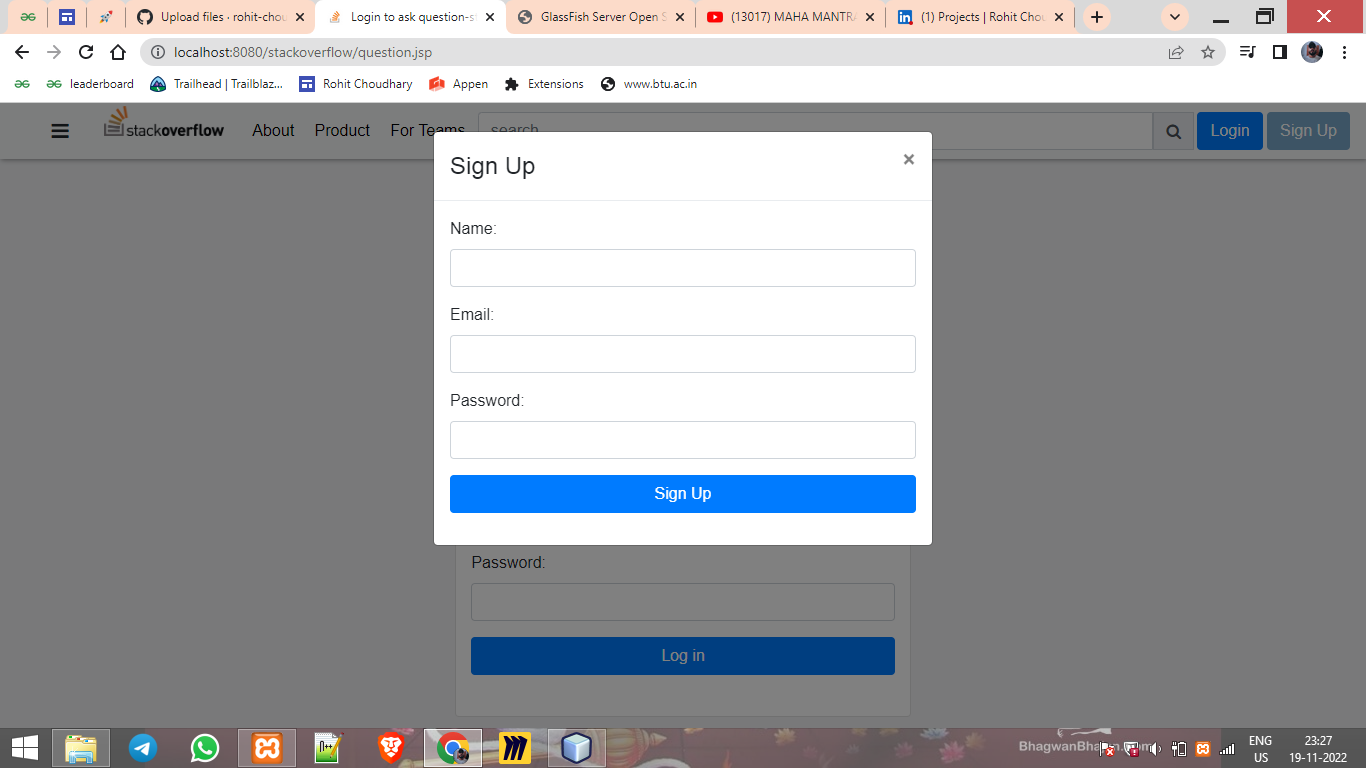 Upload files · rohit-chou
Login to ask question-s
GlassFish Server Open S
(13017) MAHA MANTRA
(1) Projects | Rohit Chou
localhost:8080/stackoverflow/question.jsp
leaderboard
Trailhead | Trailblaz...
Rohit Choudhary
Appen
Extensions
www.btu.ac.in
stackoverflow
About
Product
For Teams
search
Login
Sign Up
Sign Up
×
Name:
Email:
Password:
Sign Up
Password:
Log in
ENG
US
23:27
19-11-2022